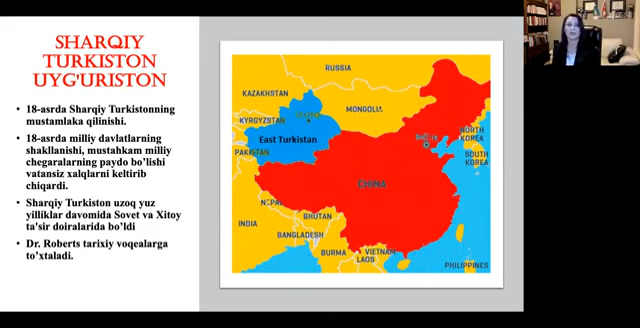 SHARQIY
TURKISTON
UYG'URISTON
• 18-asrda Sharqiy Turkistonning
mustamlaka qilinishi.
• 18-asrda milliy davlatlarning
shakllanishi, mustahkam milliy
chegaralarning paydo bo'lishi
vatansiz xalqlarni keltirib
chiqardi.
• Sharqiy Turkiston uzoq yuz
yilliklar davomida Sovet va Xitoy
ta'sir doiralarida bo'ldi
• Dr. Roberts tarixiy voqealarga
to'xtaladi.
RUSSIA
KAZAKHSTAN
MONGOLIA
KYRGYZSTAN
East Turkistan
PAKISTAN
NORTH
KOREA
SOUTH
KOREA
CHINA
NEPAL
BHUTAN
INDIA
BANGLADESH
BURMA
VIETNAM
LAOS
PHILIPPINES